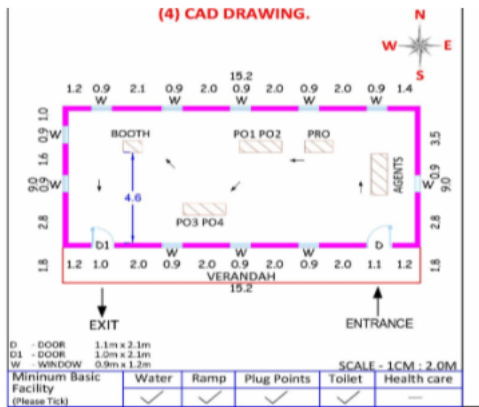 (4) CAD DRAWING.
N
W E
S
15.2
1.2 0.9 2.1 0.9 2.0 0.9 2.0 0.9 2.0 0.9 1.4
W W W W W
1.0
0.9 W
1.6
9.0
0.9 W
2.8
1.8
BOOTH
PO1 PO2
PRO
AGENTS
4.6
PO3 PO4
3.5
W 0.9
9.0
2.8
1.8
D1
D
W W W
1.2 1.0 2.0 0.9 2.0 0.9 2.0 0.9 2.0 1.1 1.2
VERANDAH
15.2
EXIT
ENTRANCE
D - DOOR 1.1m x 2.1m
D1 - DOOR 1.0m x 2.1m
W - WINDOW 0.9m x 1.2m
SCALE - 1CM : 2.0M
Mininum Basic Facility (Please Tick)
Water Ramp Plug Points Toilet Health care
✓ ✓ ✓ ✓ —